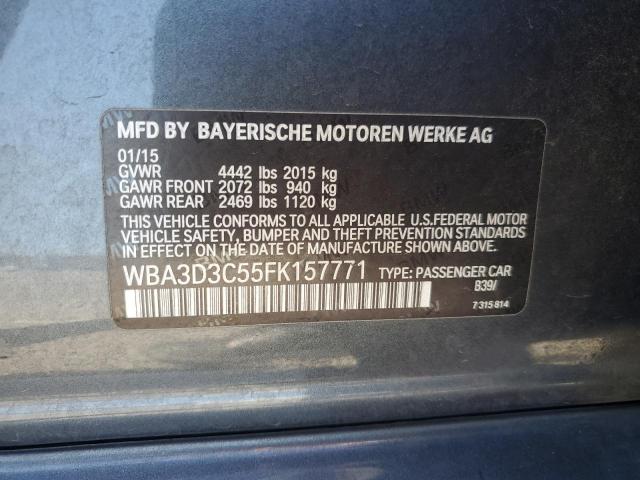 MFD BY BAYERISCHE MOTOREN WERKE AG
01/15
GVWR 4442 lbs 2015 kg
GAWR FRONT 2072 lbs 940 kg
GAWR REAR 2469 lbs 1120 kg
THIS VEHICLE CONFORMS TO ALL APPLICABLE U.S.FEDERAL MOTOR
VEHICLE SAFETY, BUMPER, AND THEFT PREVENTION STANDARDS
IN EFFECT ON THE DATE OF MANUFACTURE SHOWN ABOVE.
WBA3D3C55FK157771 TYPE: PASSENGER CAR
B39/
7 315 814